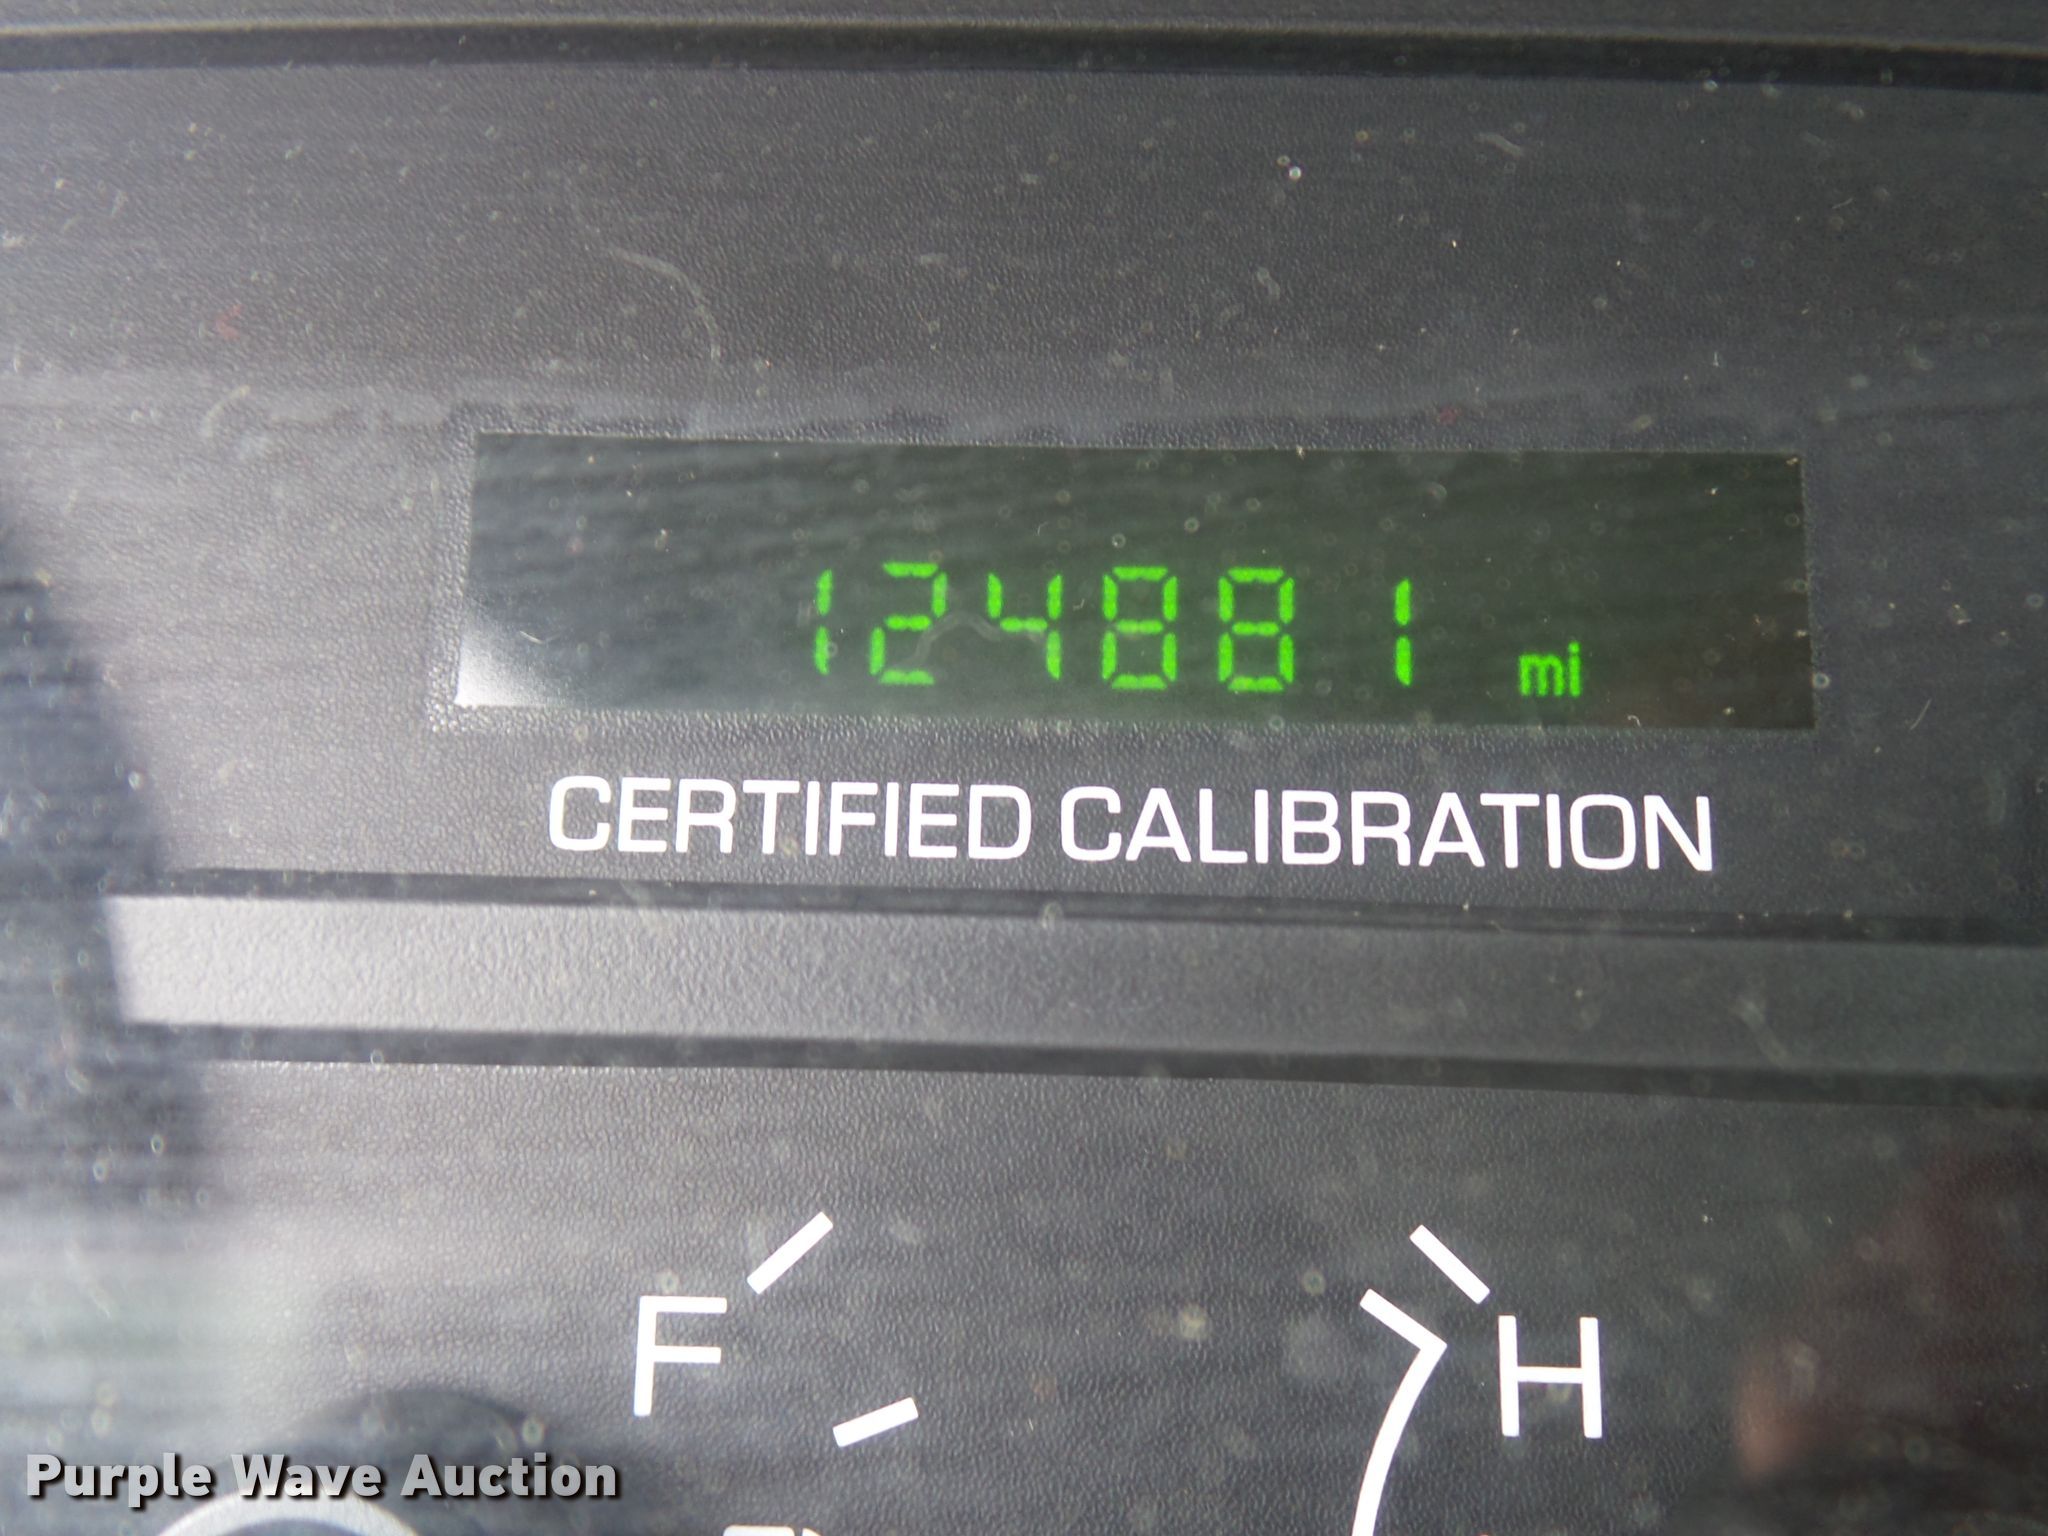 124881 mi
CERTIFIED CALIBRATION
F H
Purple Wave Auction